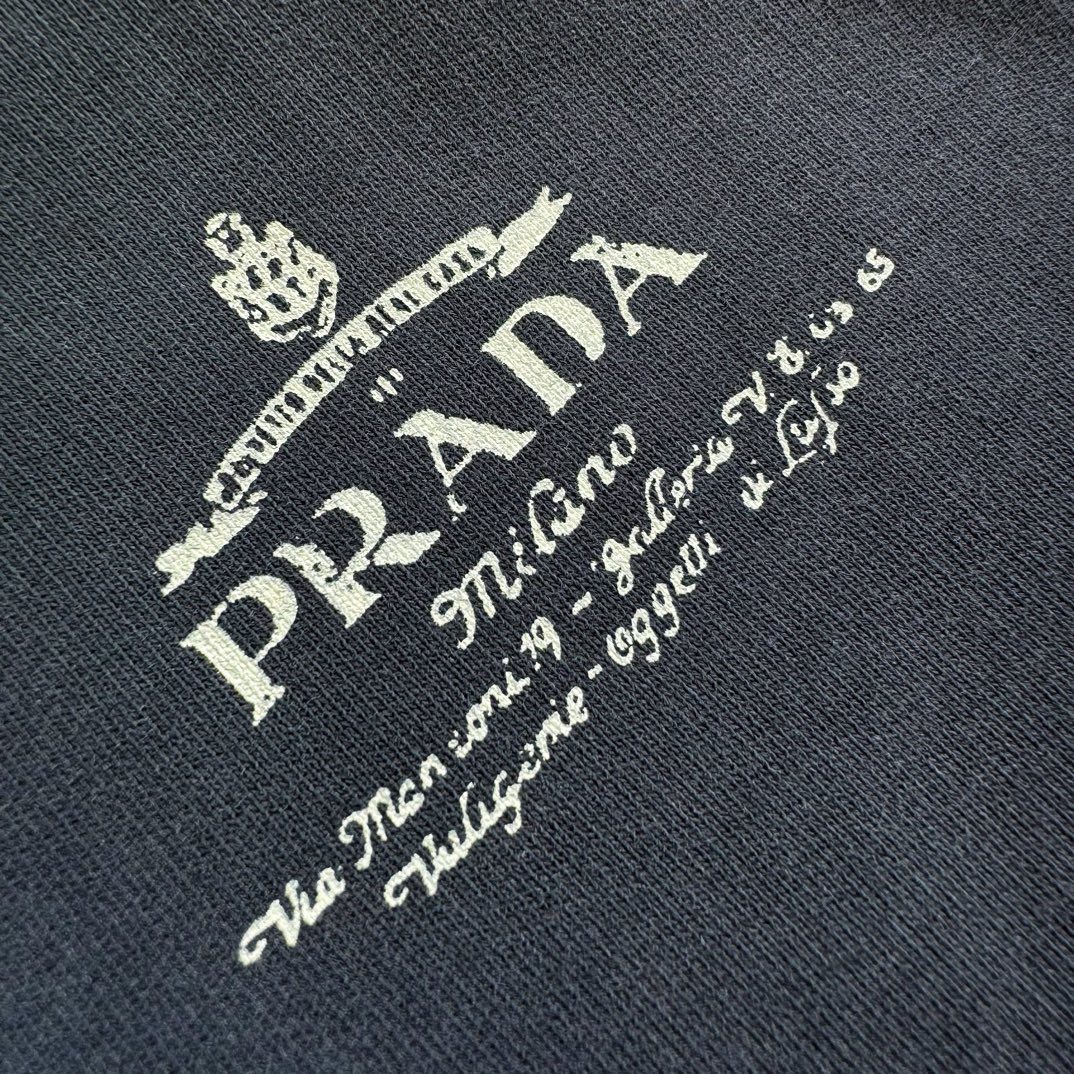 PRADA
Milano
Via Manzoni 19 - galleria V. E. 63 65
Valigerie - oggetti di Lusso